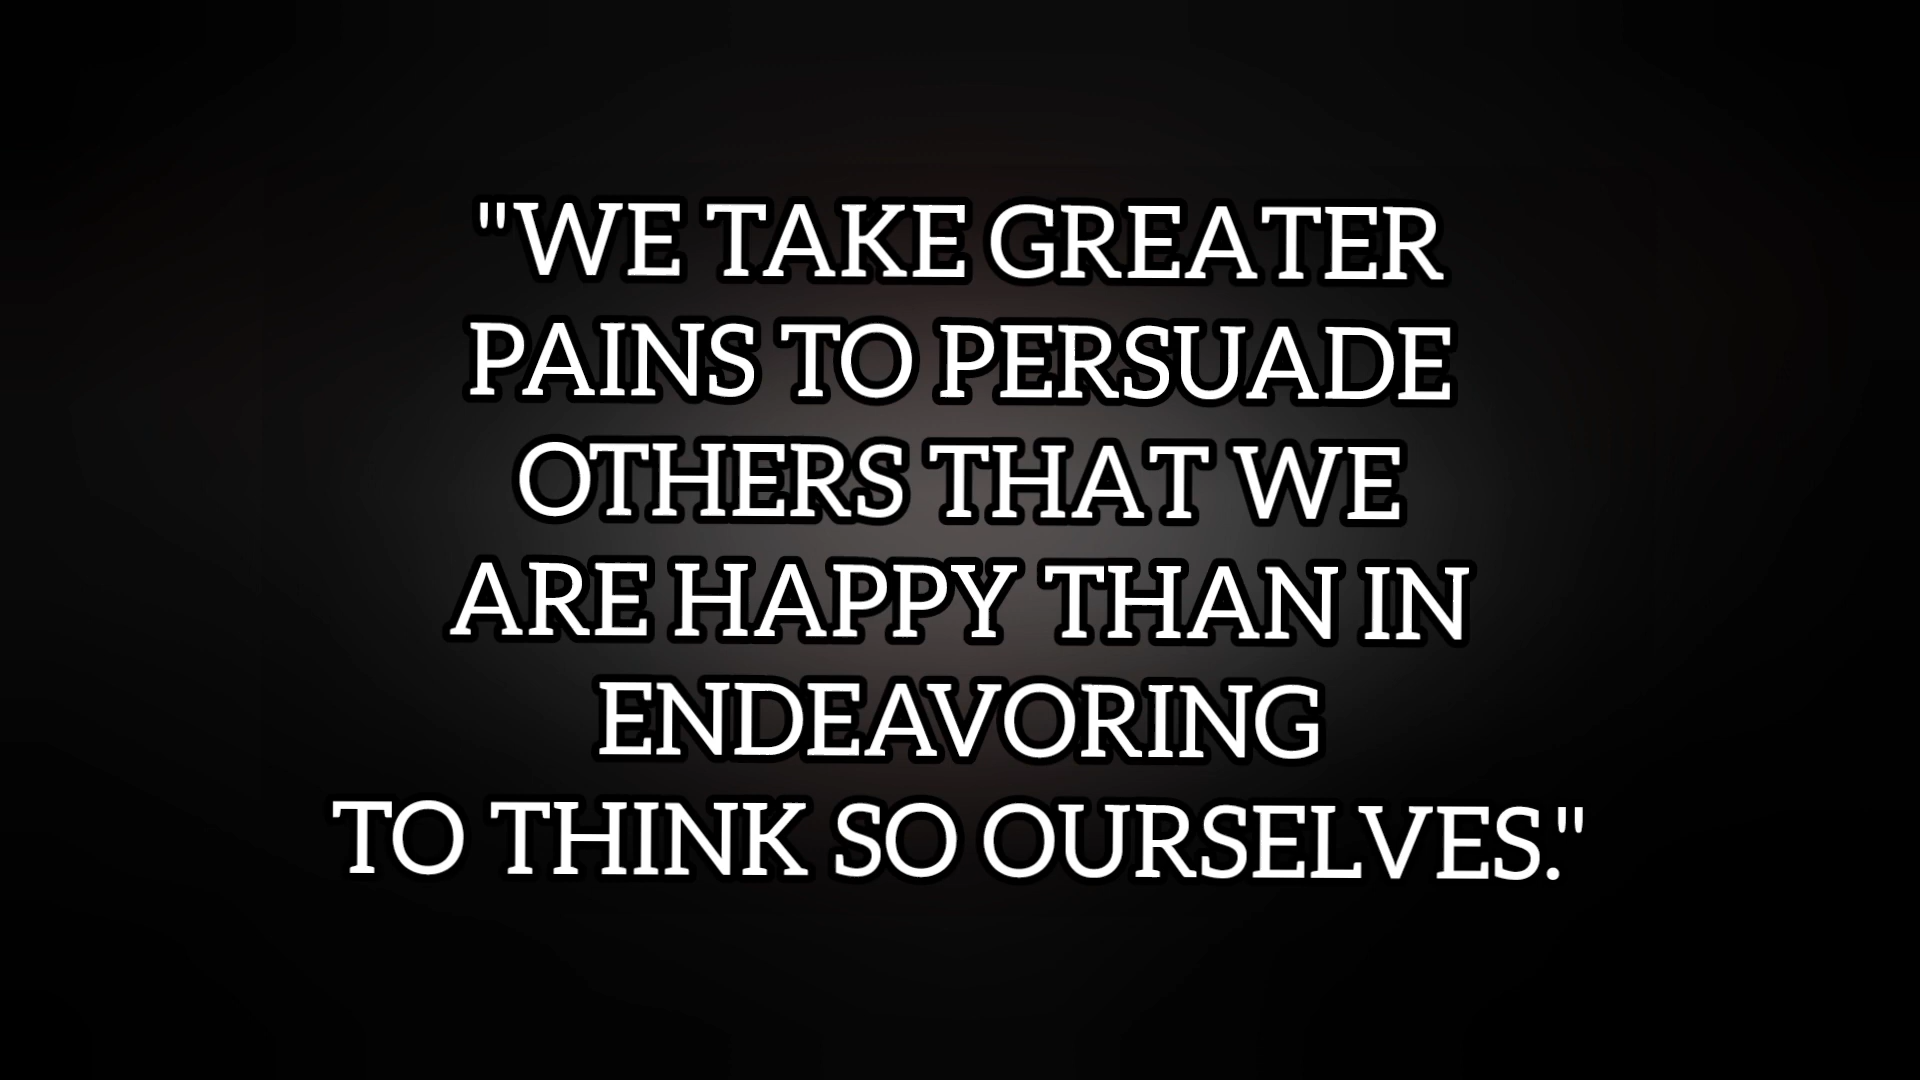 "WE TAKE GREATER
PAINS TO PERSUADE
OTHERS THAT WE
ARE HAPPY THAN IN
ENDEAVORING
TO THINK SO OURSELVES."